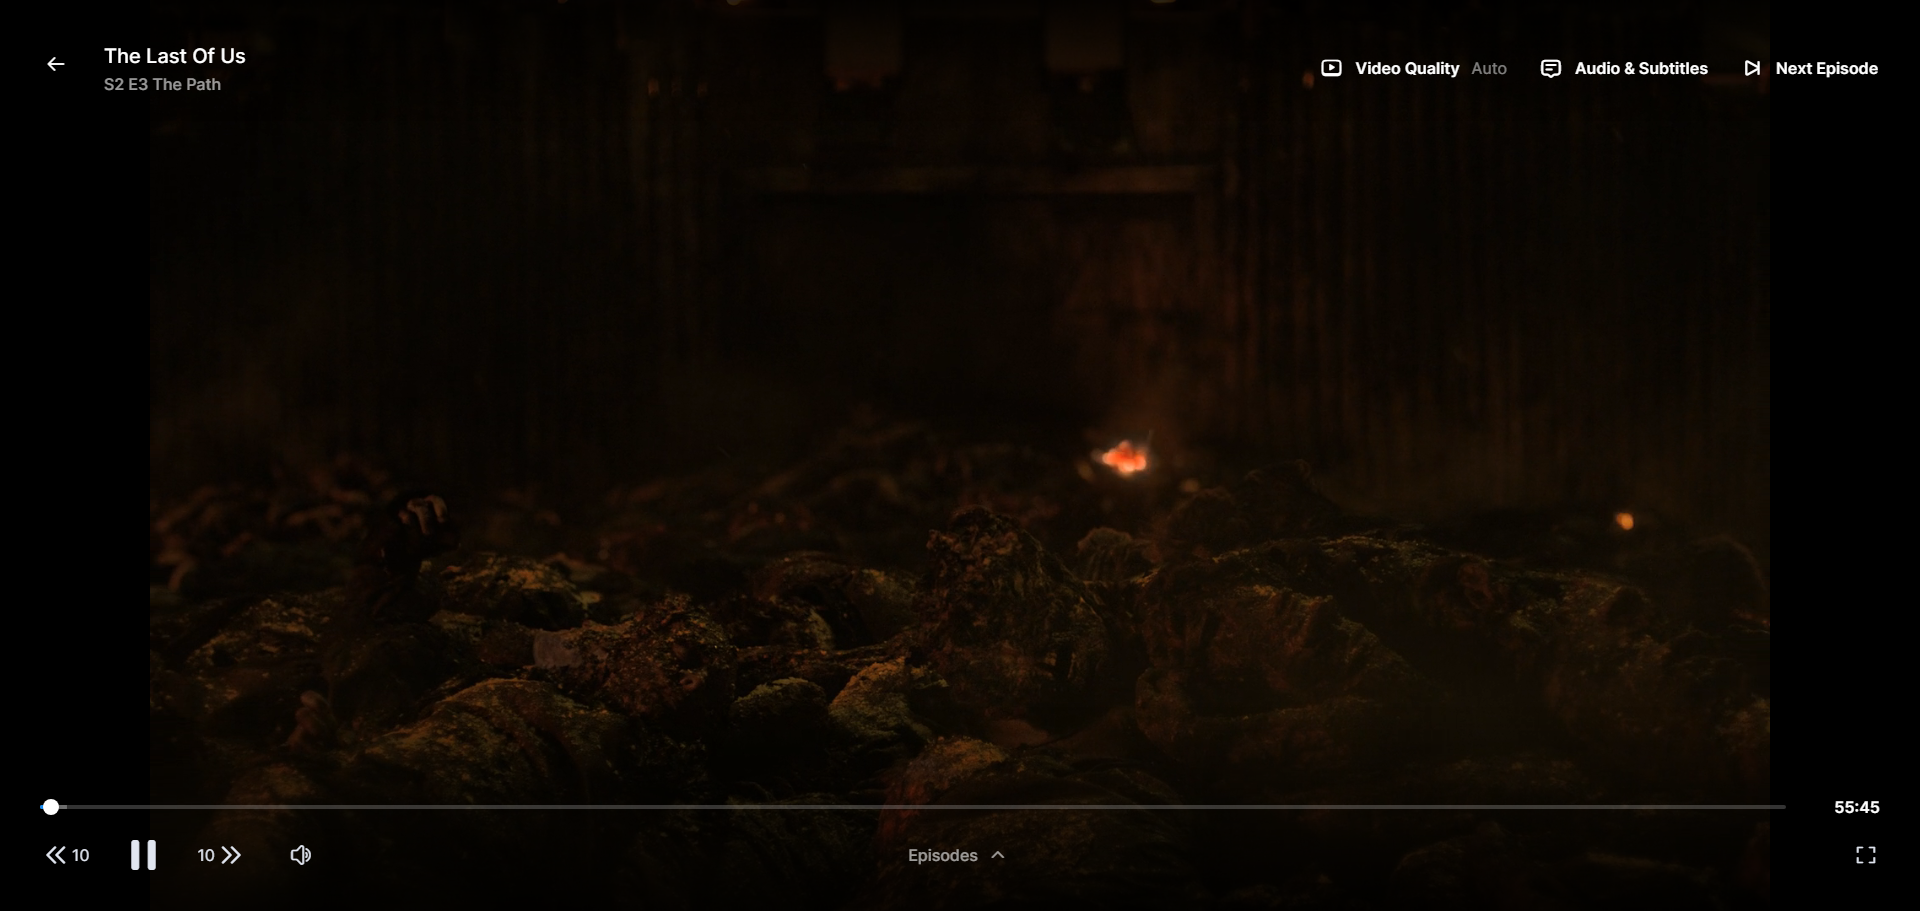 The Last Of Us
S2 E3 The Path
Video Quality Auto
Audio & Subtitles
Next Episode
55:45
10
10
Episodes